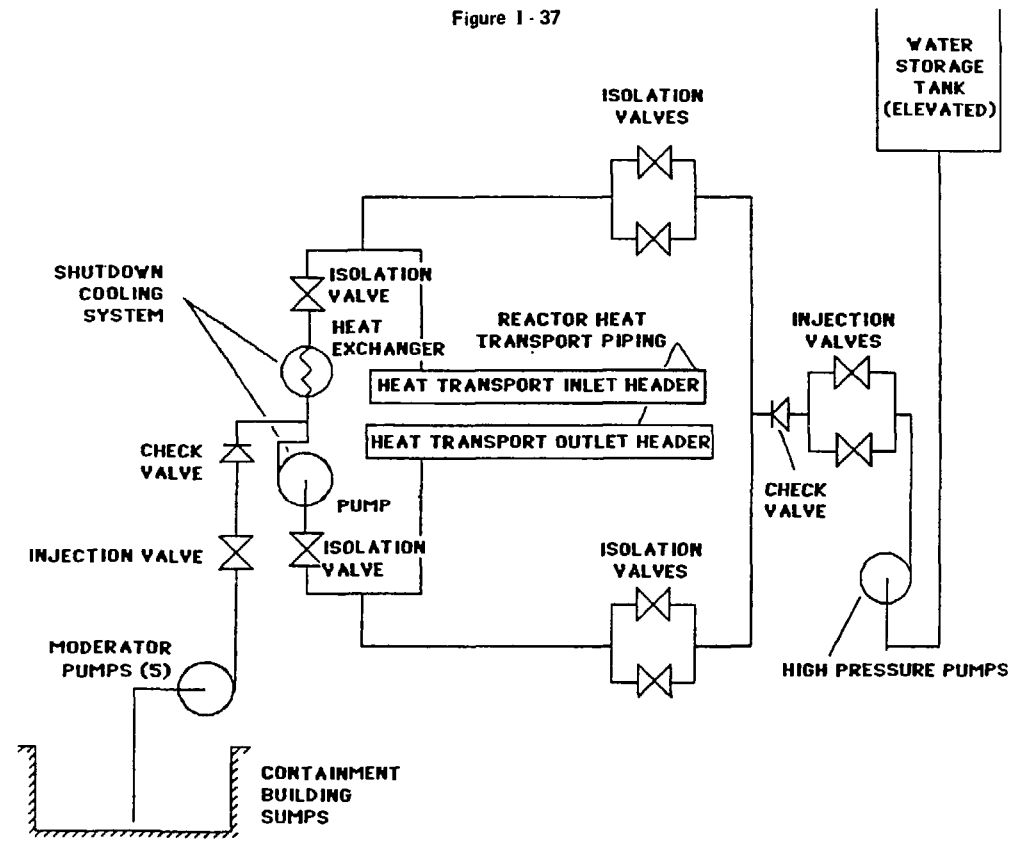 Figure 1 - 37
WATER
STORAGE
TANK
(ELEVATED)
ISOLATION
VALVES
SHUTDOWN
COOLING
SYSTEM
ISOLATION
VALVE
HEAT
EXCHANGER
REACTOR HEAT
TRANSPORT PIPING
INJECTION
VALVES
HEAT TRANSPORT INLET HEADER
HEAT TRANSPORT OUTLET HEADER
CHECK
VALVE
PUMP
CHECK
VALVE
INJECTION VALVE
ISOLATION
VALVE
ISOLATION
VALVES
MODERATOR
PUMPS (5)
HIGH PRESSURE PUMPS
CONTAINMENT
BUILDING
SUMPS